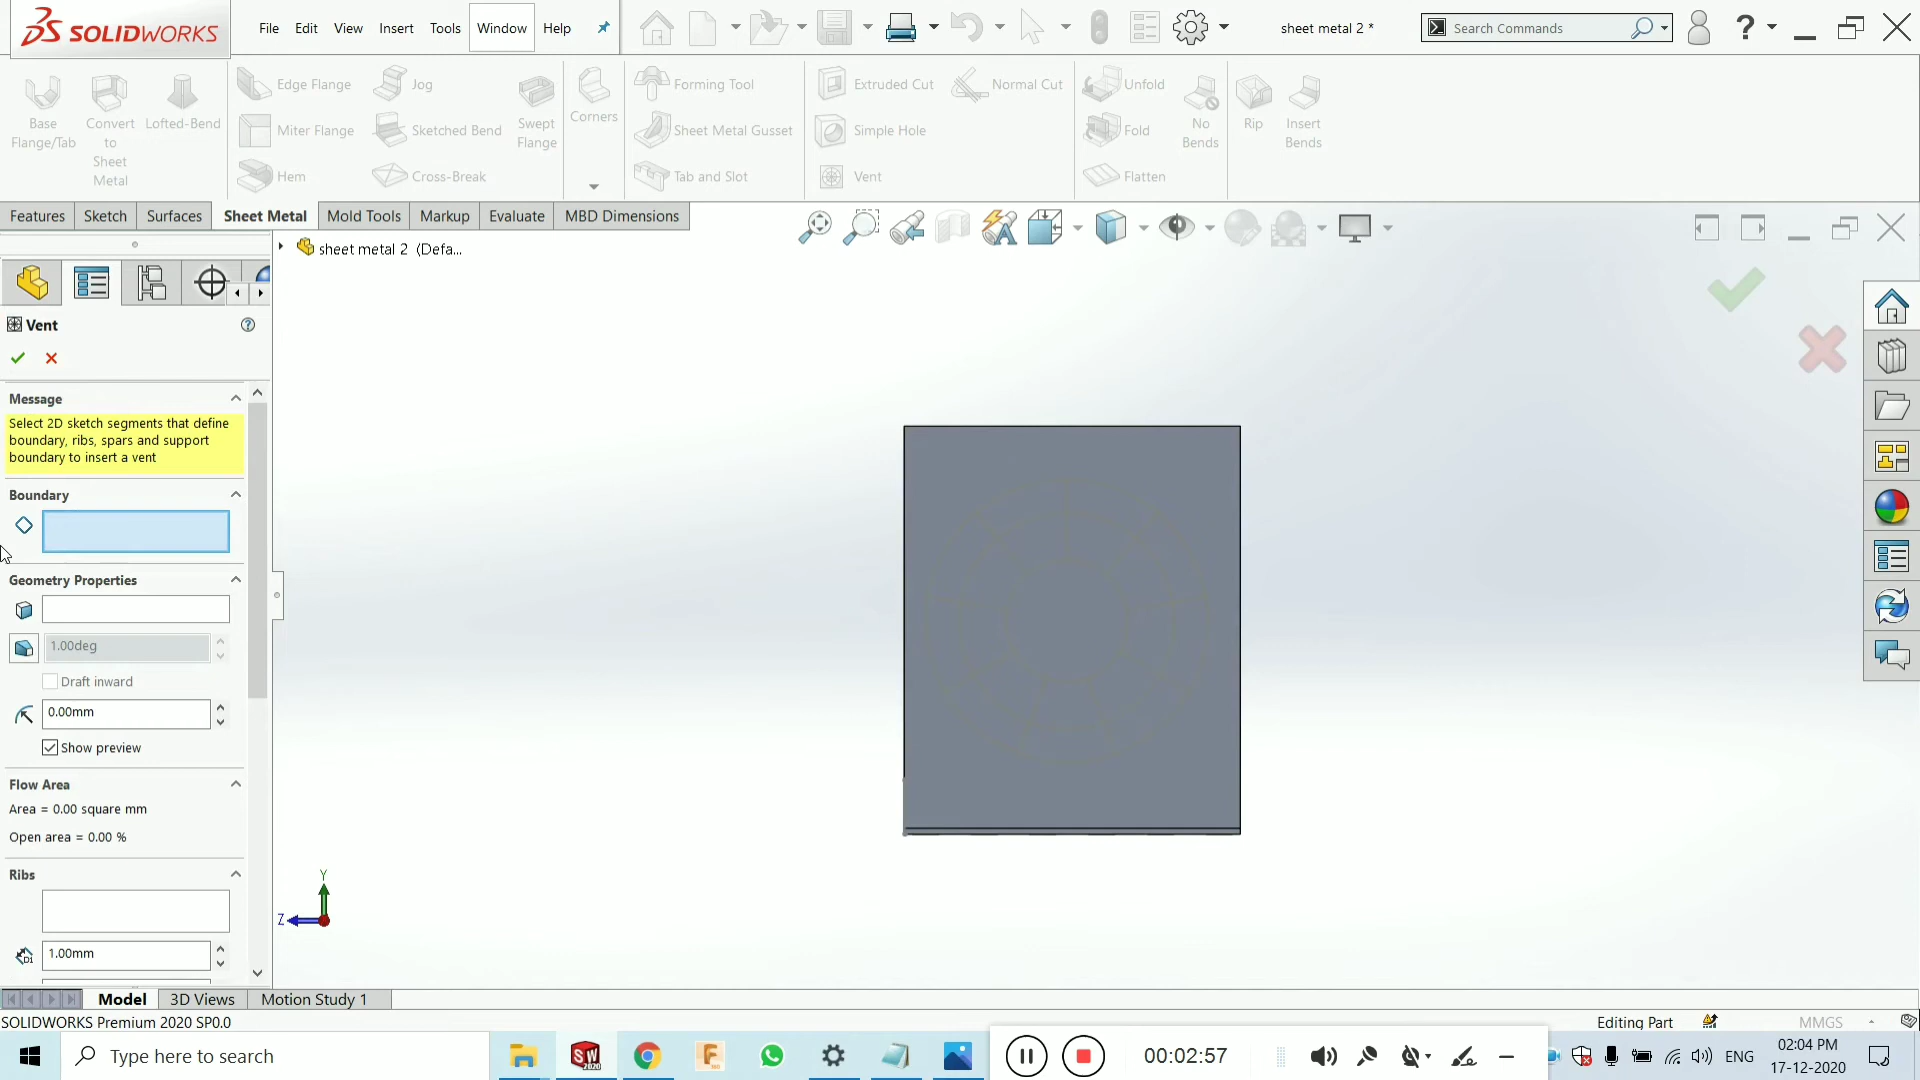 SOLIDWORKS File Edit View Insert Tools Window Help sheet metal 2 * Search Commands ?
Base Flange/Tab
Convert to Sheet Metal
Lofted-Bend
Edge Flange
Miter Flange
Hem
Jog
Sketched Bend
Cross-Break
Swept Flange
Corners
Forming Tool
Sheet Metal Gusset
Tab and Slot
Extruded Cut
Simple Hole
Vent
Normal Cut
Unfold
Fold
Flatten
No Bends
Rip
Insert Bends
Features Sketch Surfaces Sheet Metal Mold Tools Markup Evaluate MBD Dimensions
sheet metal 2 (Defa...
Vent ?
Message
Select 2D sketch segments that define
boundary, ribs, spars and support
boundary to insert a vent
Boundary
Geometry Properties
1.00deg
Draft inward
0.00mm
Show preview
Flow Area
Area = 0.00 square mm
Open area = 0.00 %
Ribs
D1 1.00mm
Y
Z
Model 3D Views Motion Study 1
SOLIDWORKS Premium 2020 SP0.0 Editing Part MMGS
Type here to search SW 2020 F 00:02:57 ENG 02:04 PM
17-12-2020